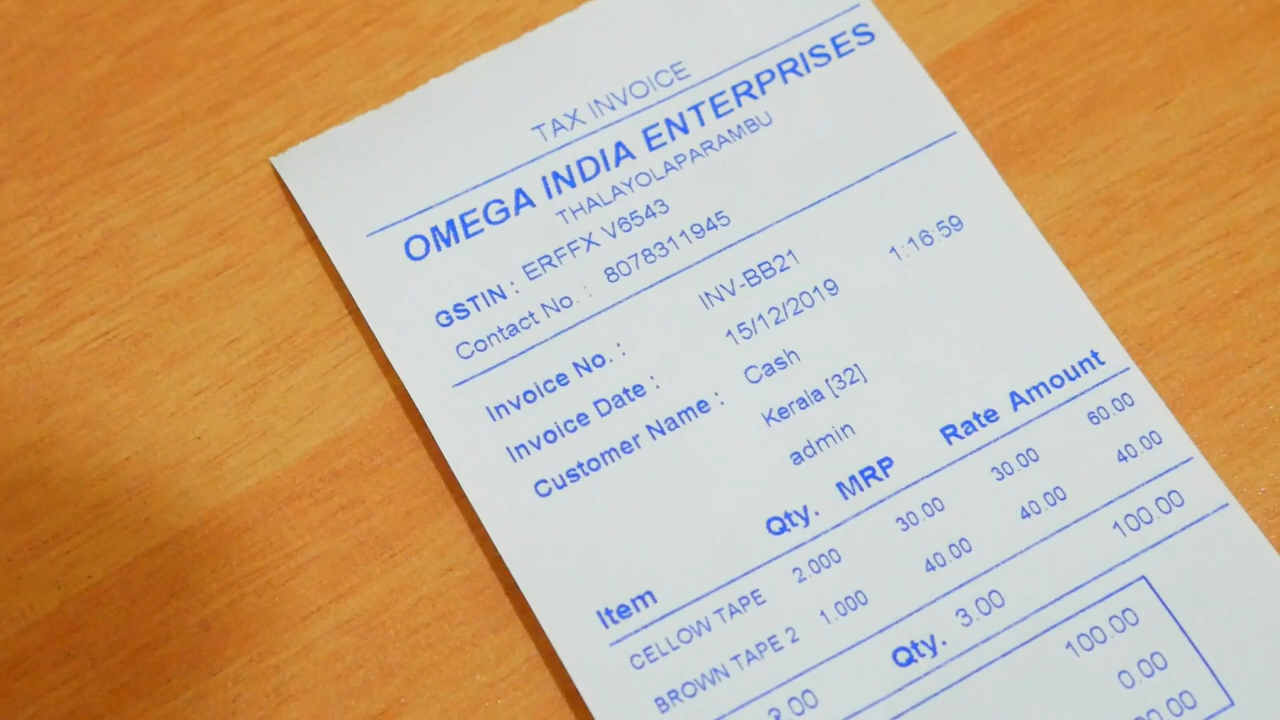 TAX INVOICE
OMEGA INDIA ENTERPRISES
THALAYOLAPARAMBU
GSTIN : ERFFX V6543
Contact No. : 8078311945
Invoice No. : INV-BB21
Invoice Date : 15/12/2019 1:16:59
Customer Name : Cash
Kerala [32]
admin
Item Qty. MRP Rate Amount
CELLOW TAPE 2.000 30.00 30.00 60.00
BROWN TAPE 2 1.000 40.00 40.00 40.00
Qty. 3.00 100.00
100.00
0.00